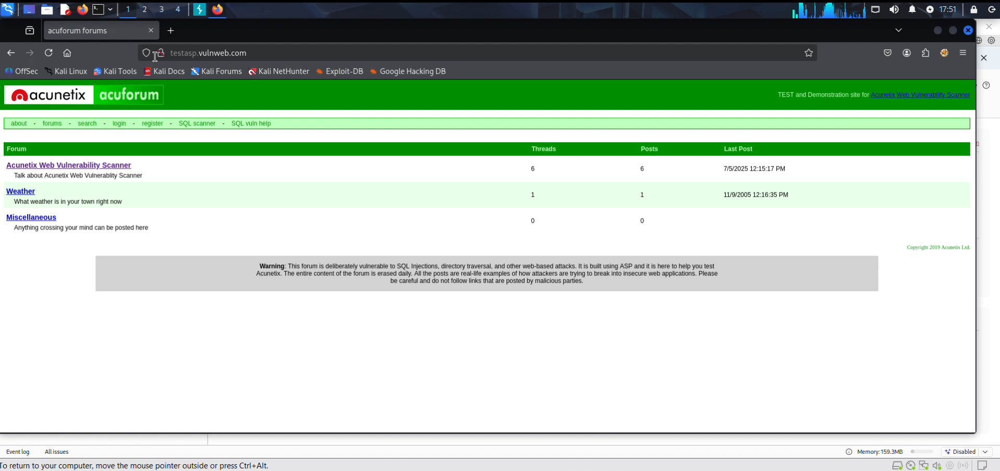 1 2 3 4 17:51
acuforum forums
testasp.vulnweb.com
OffSec Kali Linux Kali Tools Kali Docs Kali Forums Kali NetHunter Exploit-DB Google Hacking DB
acunetix acuforum
TEST and Demonstration site for Acunetix Web Vulnerability Scanner
about - forums - search - login - register - SQL scanner - SQL vuln help
Forum Threads Posts Last Post
Acunetix Web Vulnerability Scanner 6 6 7/5/2025 12:15:17 PM
Talk about Acunetix Web Vulnerablity Scanner
Weather 1 1 11/9/2005 12:16:35 PM
What weather is in your town right now
Miscellaneous 0 0
Anything crossing your mind can be posted here
Copyright 2019 Acunetix Ltd.
Warning: This forum is deliberately vulnerable to SQL Injections, directory traversal, and other web-based attacks. It is built using ASP and it is here to help you test
Acunetix. The entire content of the forum is erased daily. All the posts are real-life examples of how attackers are trying to break into insecure web applications. Please
be careful and do not follow links that are posted by malicious parties.
Event log All issues Memory: 159.3MB Disabled
To return to your computer, move the mouse pointer outside or press Ctrl+Alt.